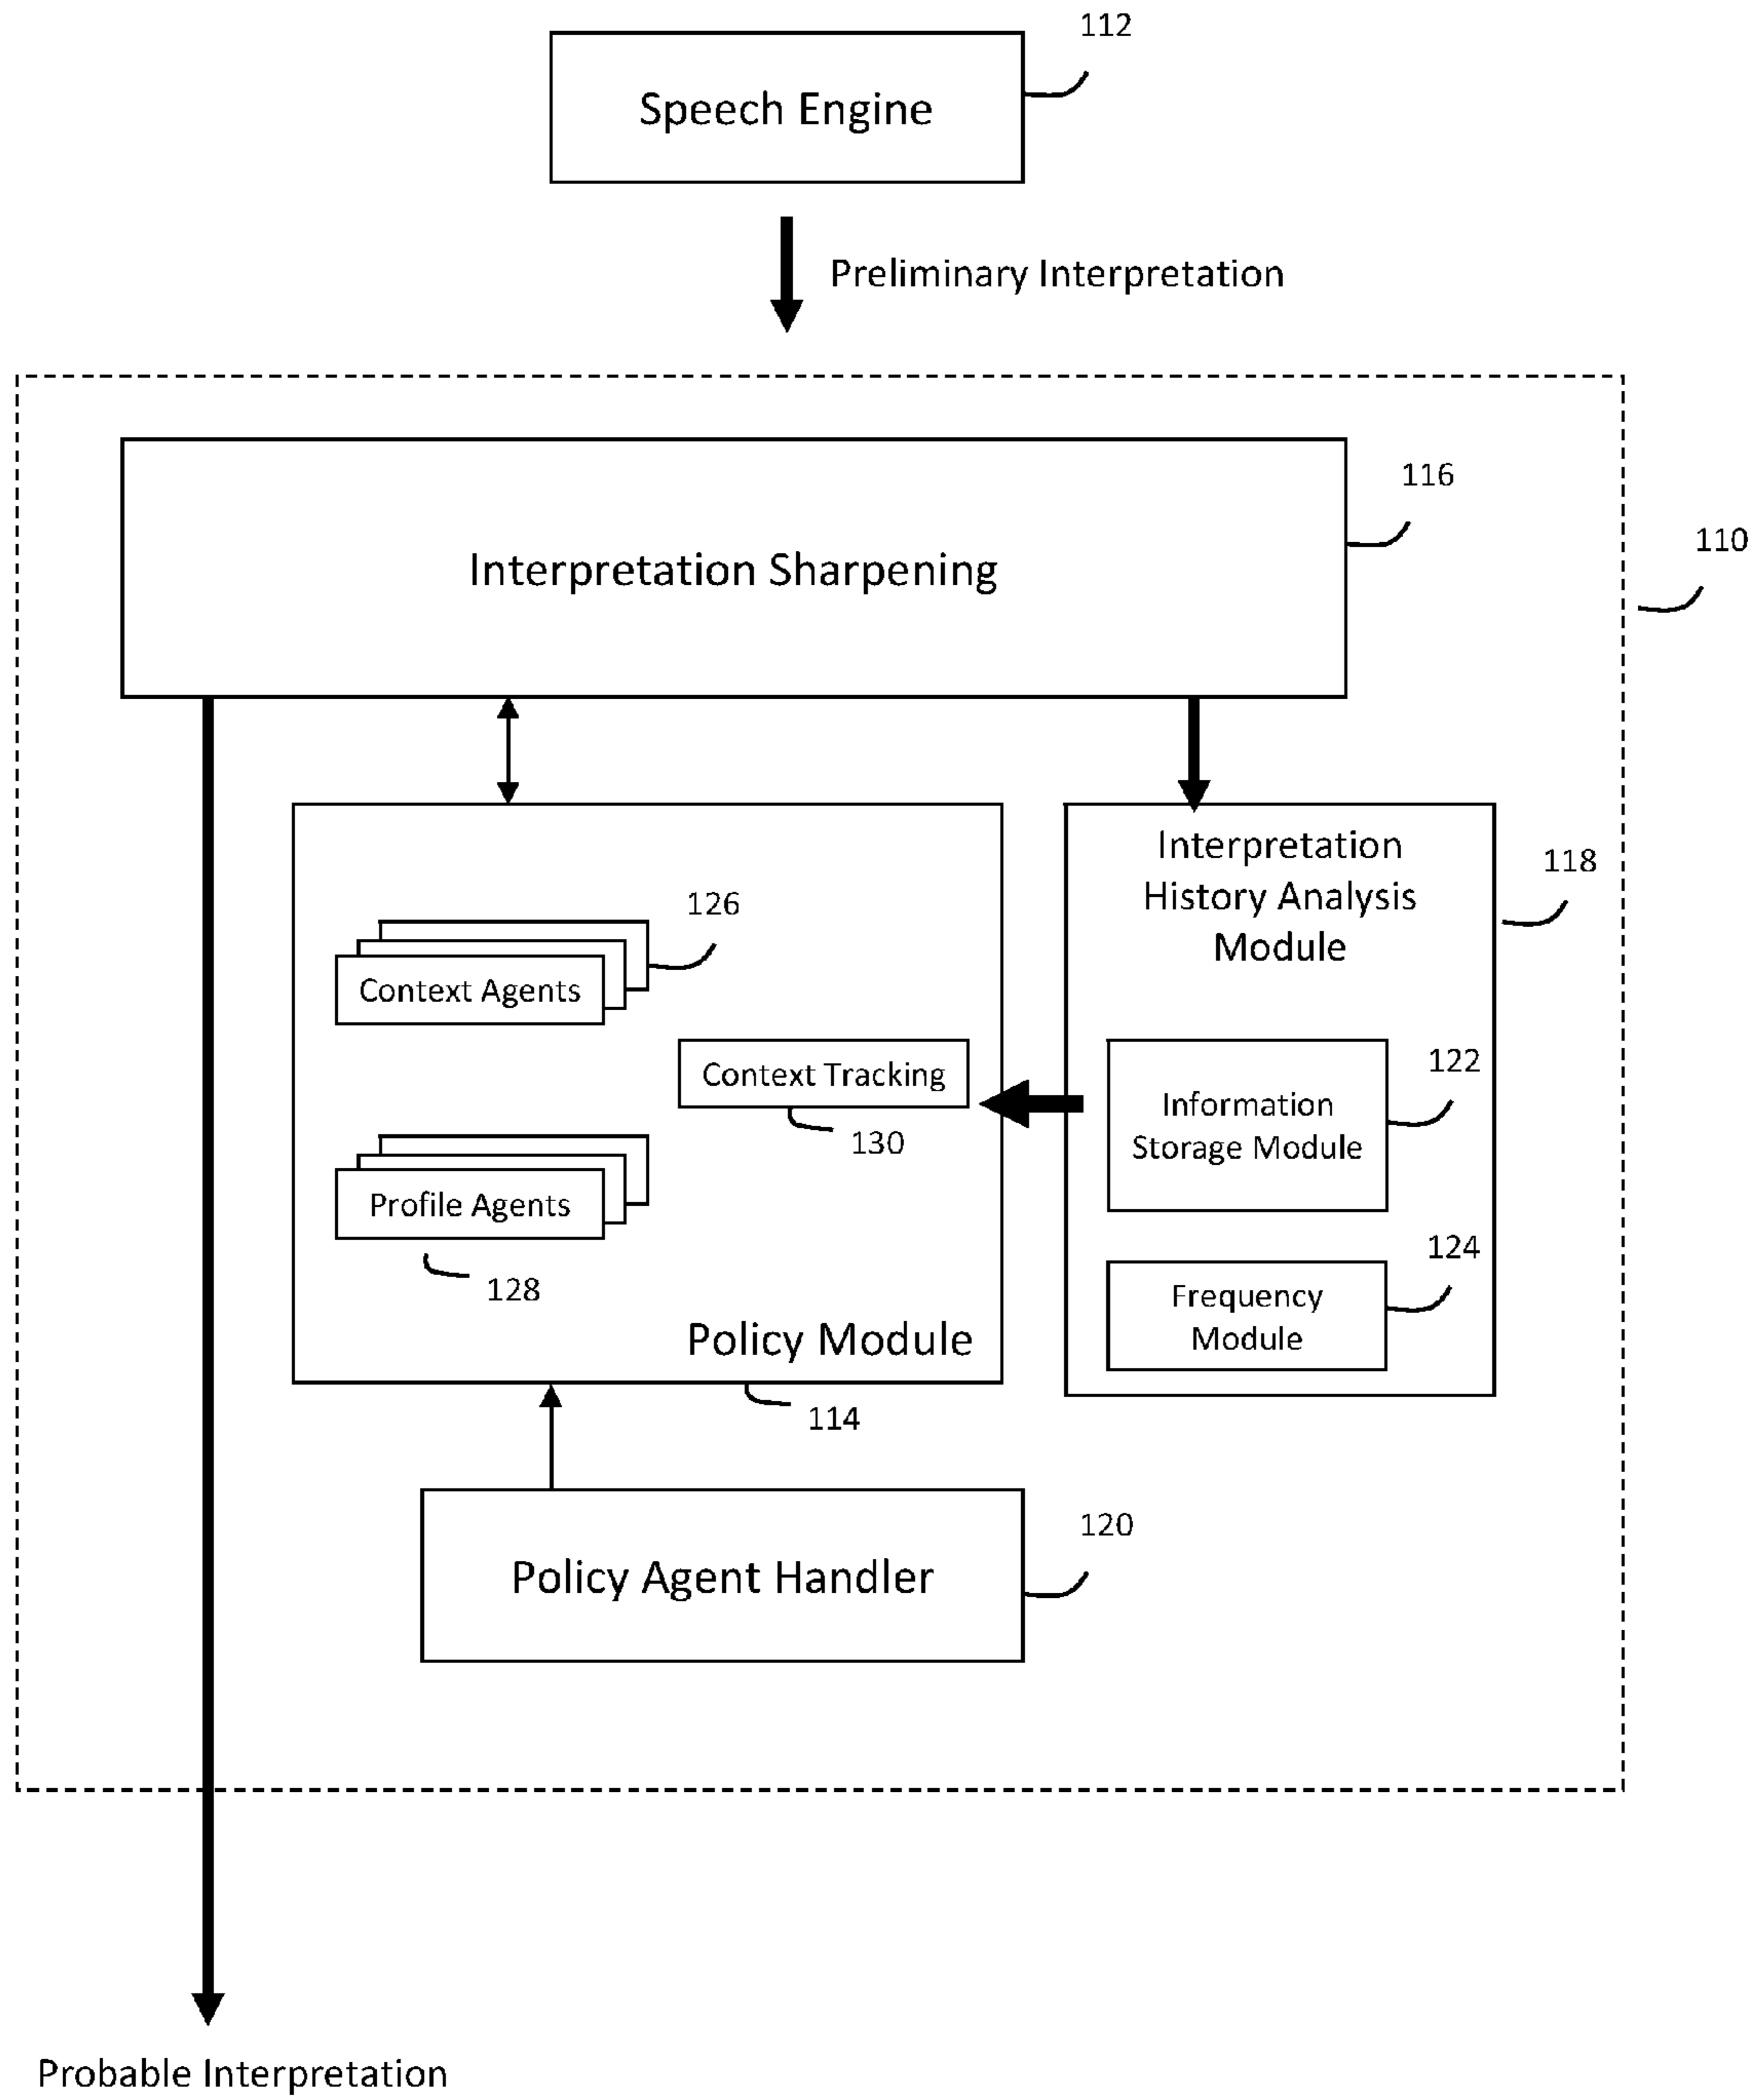 112
Speech Engine
Preliminary Interpretation
116
110
Interpretation Sharpening
Interpretation
History Analysis
Module
118
126
Context Agents
Context Tracking
130
122
Information
Storage Module
Profile Agents
128
124
Frequency
Module
Policy Module
114
120
Policy Agent Handler
Probable Interpretation